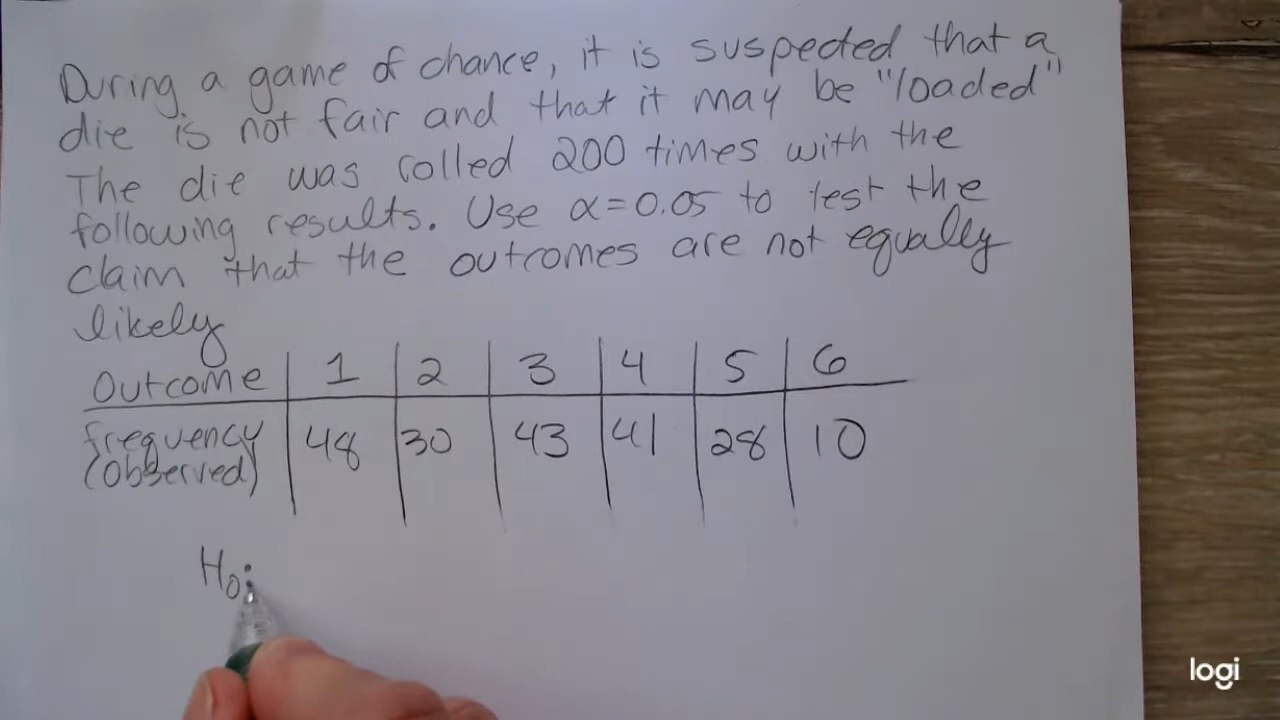 During a game of chance, it is suspected that a
die is not fair and that it may be "loaded"
The die was rolled 200 times with the
following results. Use α=0.05 to test the
claim that the outcomes are not equally
likely
Outcome 1 2 3 4 5 6
frequency 48 30 43 41 28 10
(observed)
H0:
logi